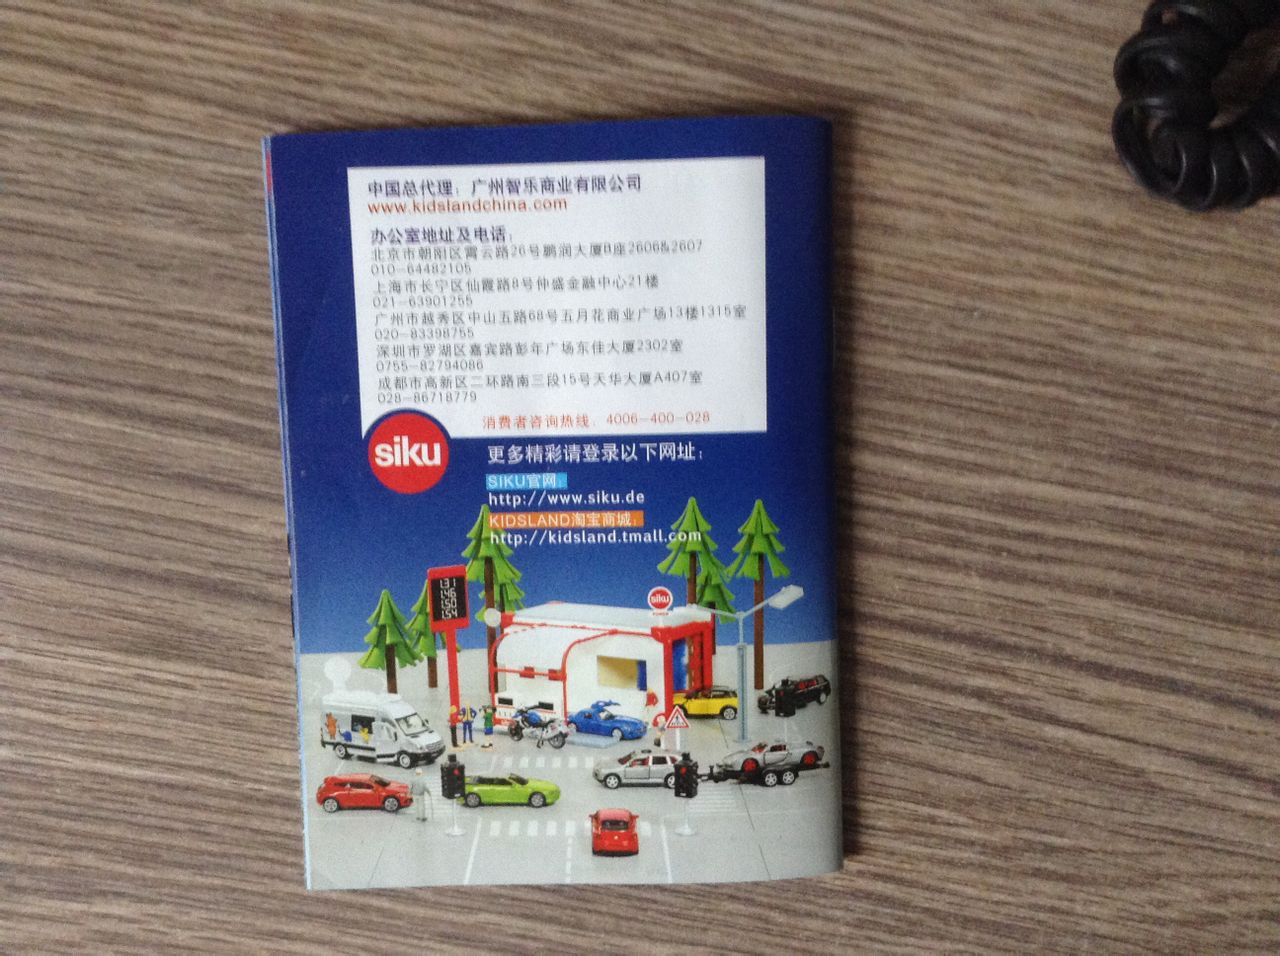 中国总代理：广州智乐商业有限公司
www.kidslandchina.com
办公室地址及电话：
北京市朝阳区霄云路26号鹏润大厦B座2606&2607
010-64482105
上海市长宁区仙霞路8号仲盛金融中心21楼
021-63901255
广州市越秀区中山五路68号五月花商业广场13楼1315室
020-83398755
深圳市罗湖区嘉宾路彭年广场东佳大厦2302室
0755-82794086
成都市高新区二环路南三段15号天华大厦A407室
028-86718779
消费者咨询热线：4006-400-028
siku
更多精彩请登录以下网址：
SIKU官网：
http://www.siku.de
KIDSLAND淘宝商城：
http://kidsland.tmall.com
1.31
1.46
1.50
1.54
siku
POWER